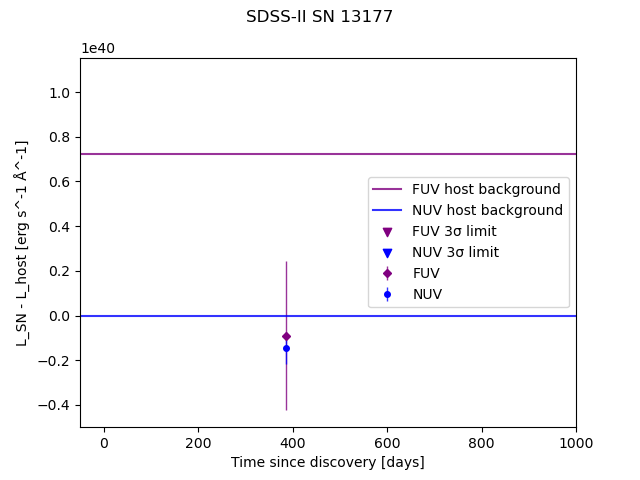 SDSS-II SN 13177
1e40
L_SN - L_host [erg s^-1 Å^-1]
1.0
0.8
0.6
0.4
0.2
0.0
−0.2
−0.4
FUV host background
NUV host background
FUV 3σ limit
NUV 3σ limit
FUV
NUV
0 200 400 600 800 1000
Time since discovery [days]